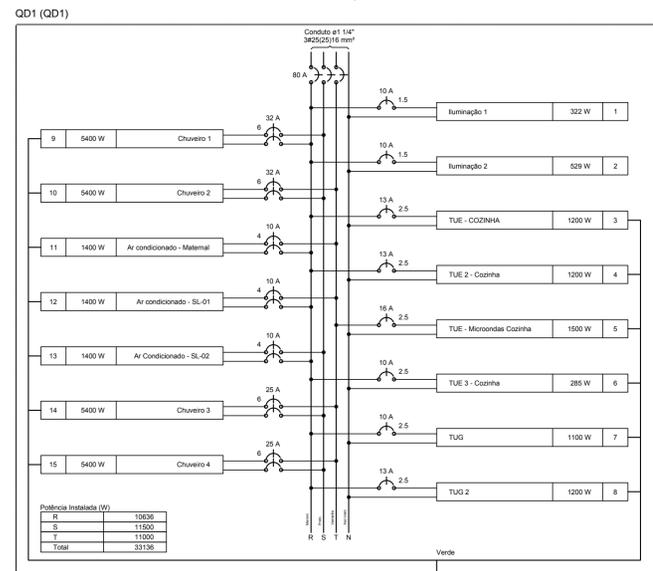 QD1 (QD1)
Conduto ø1 1/4"
3#25(25)16 mm²
80 A
10 A
1.5
Iluminação 1 322 W 1
10 A
1.5
Iluminação 2 529 W 2
13 A
2.5
TUE - COZINHA 1200 W 3
13 A
2.5
TUE 2 - Cozinha 1200 W 4
16 A
2.5
TUE - Microondas Cozinha 1500 W 5
10 A
2.5
TUE 3 - Cozinha 285 W 6
10 A
2.5
TUG 1100 W 7
13 A
2.5
TUG 2 1200 W 8
32 A
6
9 5400 W Chuveiro 1
32 A
6
10 5400 W Chuveiro 2
10 A
4
11 1400 W Ar condicionado - Maternal
10 A
4
12 1400 W Ar condicionado - SL-01
10 A
4
13 1400 W Ar Condicionado - SL-02
25 A
6
14 5400 W Chuveiro 3
25 A
6
15 5400 W Chuveiro 4
Potência Instalada (W)
R 10636
S 11500
T 11000
Total 33136
R S T N
Verde